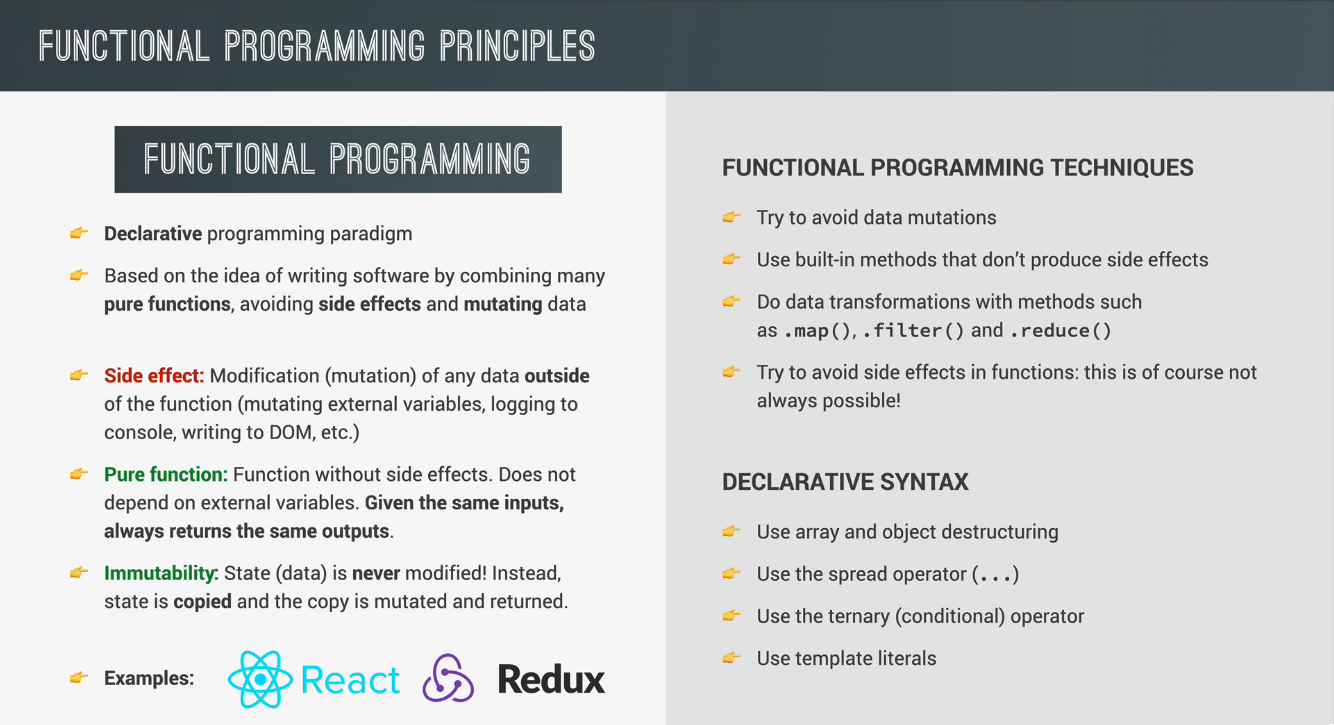 FUNCTIONAL PROGRAMMING PRINCIPLES
FUNCTIONAL PROGRAMMING
Declarative programming paradigm
Based on the idea of writing software by combining many
pure functions, avoiding side effects and mutating data
Side effect: Modification (mutation) of any data outside
of the function (mutating external variables, logging to
console, writing to DOM, etc.)
Pure function: Function without side effects. Does not
depend on external variables. Given the same inputs,
always returns the same outputs.
Immutability: State (data) is never modified! Instead,
state is copied and the copy is mutated and returned.
Examples: React Redux
FUNCTIONAL PROGRAMMING TECHNIQUES
Try to avoid data mutations
Use built-in methods that don’t produce side effects
Do data transformations with methods such
as .map(), .filter() and .reduce()
Try to avoid side effects in functions: this is of course not
always possible!
DECLARATIVE SYNTAX
Use array and object destructuring
Use the spread operator (...)
Use the ternary (conditional) operator
Use template literals